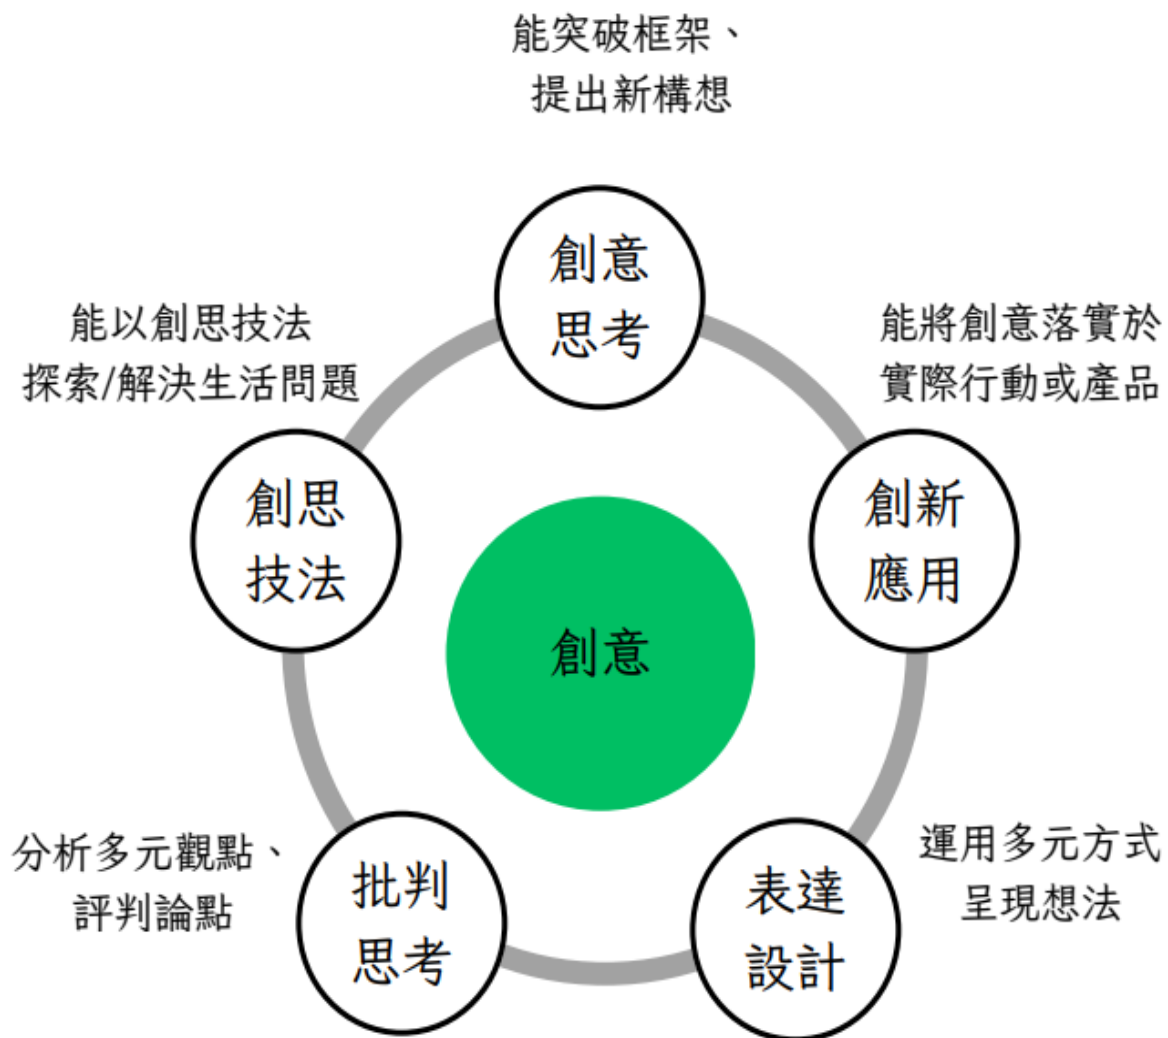 能突破框架、
提出新構想
創意
思考
能以創思技法
探索/解決生活問題
能將創意落實於
實際行動或產品
創思
技法
創新
應用
創意
分析多元觀點、
評判論點
批判
思考
表達
設計
運用多元方式
呈現想法